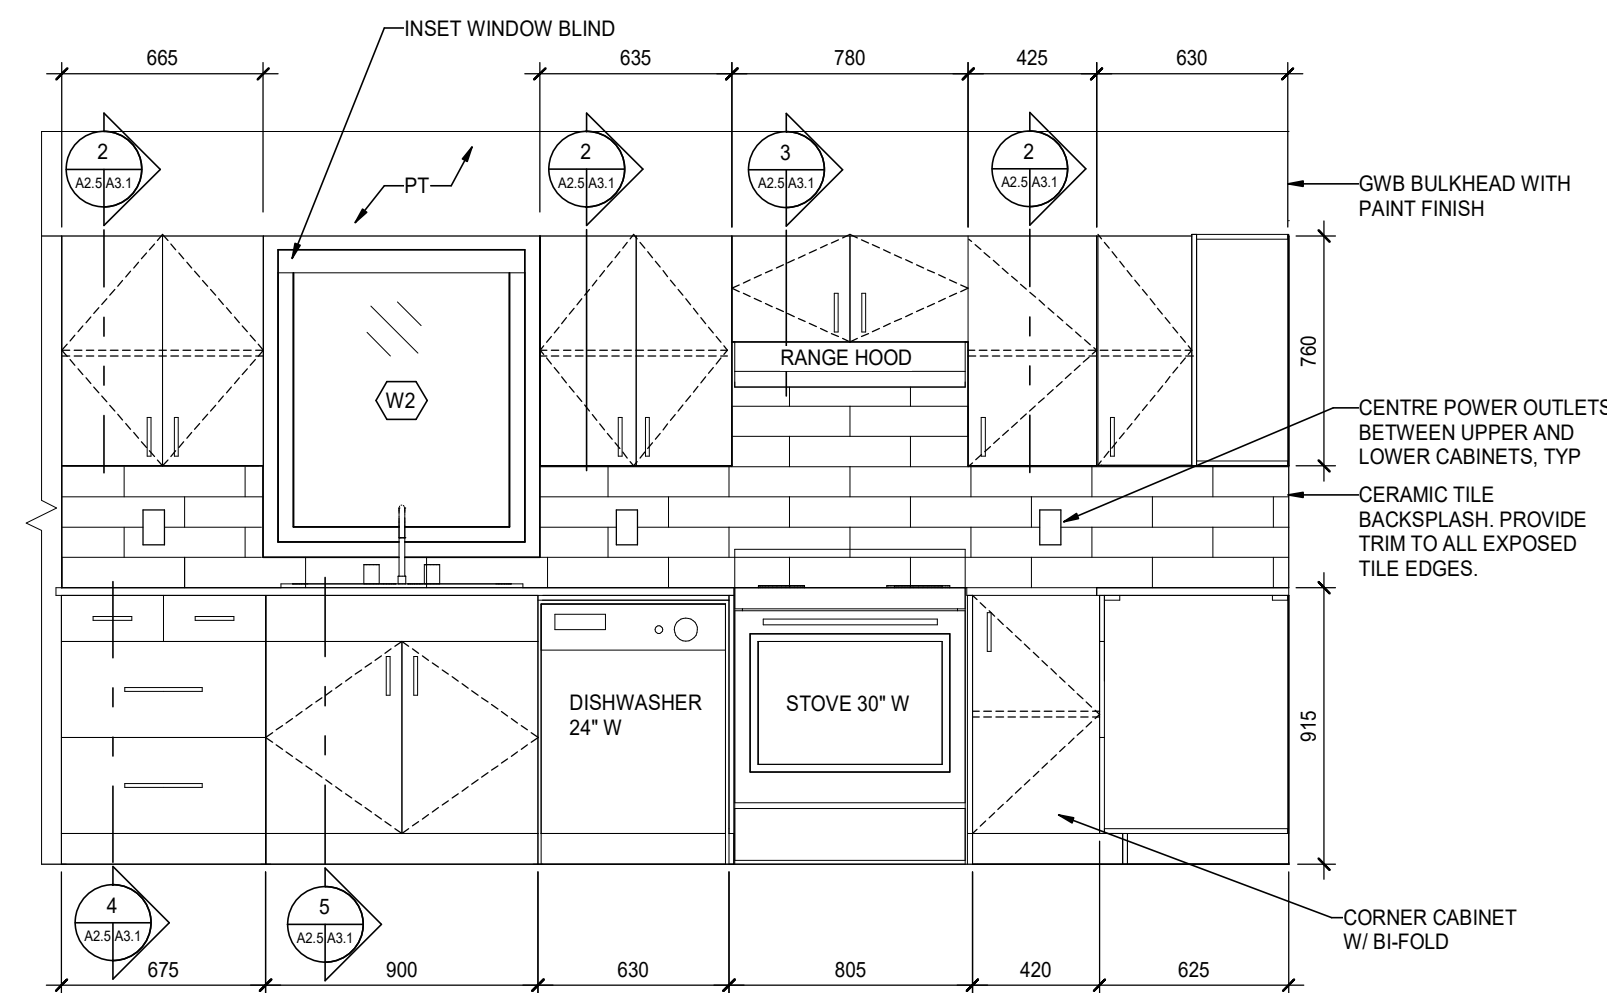 INSET WINDOW BLIND
665
635
780
425
630
2
A2.5 A3.1
2
A2.5 A3.1
3
A2.5 A3.1
2
A2.5 A3.1
PT
GWB BULKHEAD WITH
PAINT FINISH
RANGE HOOD
760
W2
CENTRE POWER OUTLETS
BETWEEN UPPER AND
LOWER CABINETS, TYP
CERAMIC TILE
BACKSPLASH. PROVIDE
TRIM TO ALL EXPOSED
TILE EDGES.
DISHWASHER
24" W
STOVE 30" W
915
4
A2.5 A3.1
5
A2.5 A3.1
CORNER CABINET
W/ BI-FOLD
675
900
630
805
420
625